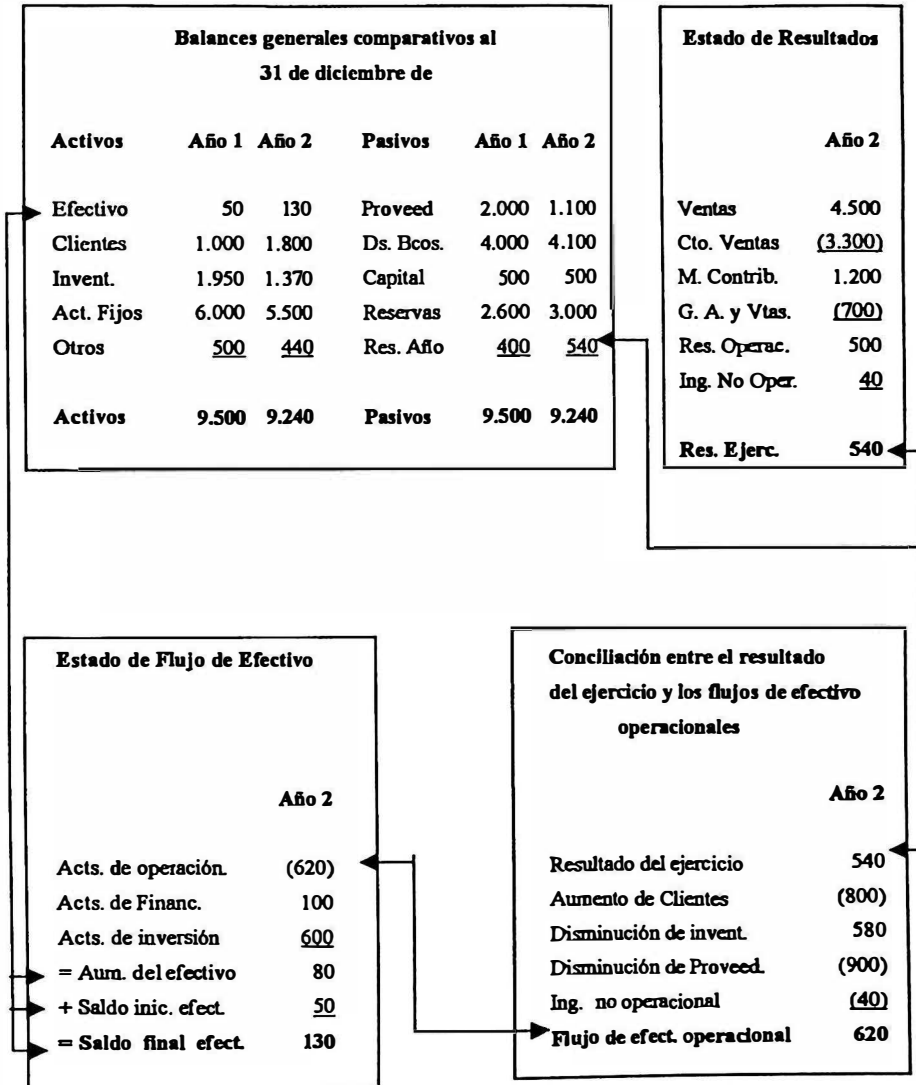 Balances generales comparativos al
31 de diciembre de
Activos Año 1 Año 2 Pasivos Año 1 Año 2
Efectivo 50 130 Proveed 2.000 1.100
Clientes 1.000 1.800 Ds. Bcos. 4.000 4.100
Invent. 1.950 1.370 Capital 500 500
Act. Fijos 6.000 5.500 Reservas 2.600 3.000
Otros 500 440 Res. Año 400 540
Activos 9.500 9.240 Pasivos 9.500 9.240
Estado de Resultados
Año 2
Ventas 4.500
Cto. Ventas (3.300)
M. Contrib. 1.200
G. A. y Vtas. (700)
Res. Operac. 500
Ing. No Oper. 40
Res. Ejerc. 540
Estado de Flujo de Efectivo
Año 2
Acts. de operación. (620)
Acts. de Financ. 100
Acts. de inversión 600
= Aum. del efectivo 80
+ Saldo inic. efect. 50
= Saldo final efect. 130
Conciliación entre el resultado
del ejercicio y los flujos de efectivo
operacionales
Año 2
Resultado del ejercicio 540
Aumento de Clientes (800)
Disminución de invent. 580
Disminución de Proveed. (900)
Ing. no operacional (40)
Flujo de efect. operacional 620